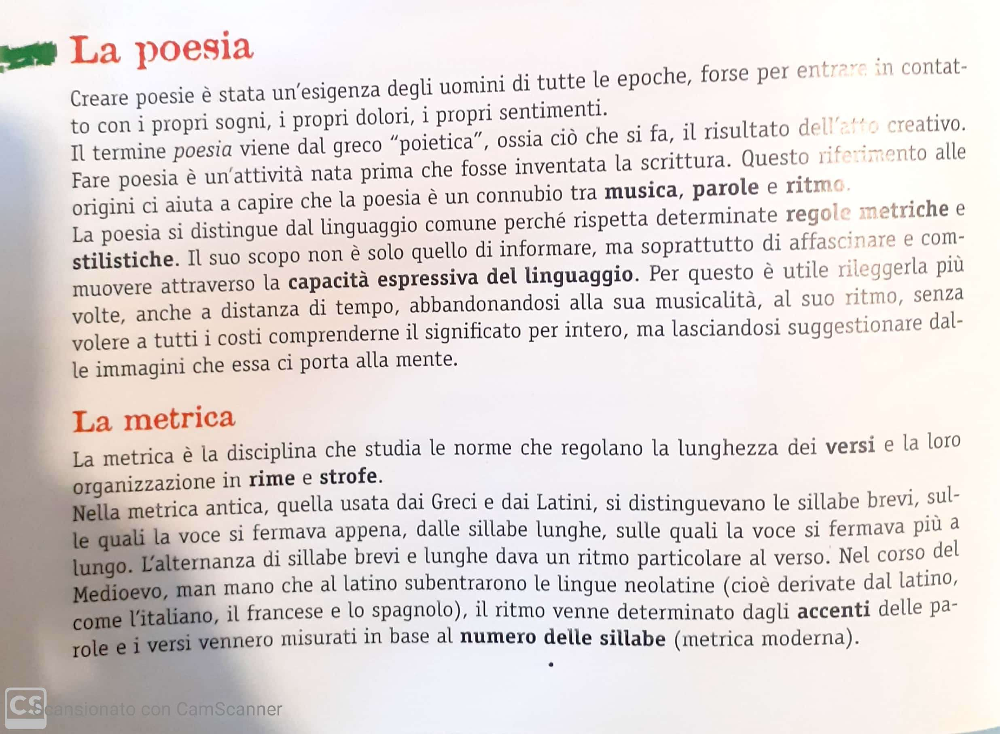 La poesia
Creare poesie è stata un'esigenza degli uomini di tutte le epoche, forse per entrare in contat-
to con i propri sogni, i propri dolori, i propri sentimenti.
Il termine poesia viene dal greco “poietica”, ossia ciò che si fa, il risultato dell'atto creativo.
Fare poesia è un'attività nata prima che fosse inventata la scrittura. Questo riferimento alle
origini ci aiuta a capire che la poesia è un connubio tra musica, parole e ritmo.
La poesia si distingue dal linguaggio comune perché rispetta determinate regole metriche e
stilistiche. Il suo scopo non è solo quello di informare, ma soprattutto di affascinare e com-
muovere attraverso la capacità espressiva del linguaggio. Per questo è utile rileggerla più
volte, anche a distanza di tempo, abbandonandosi alla sua musicalità, al suo ritmo, senza
volere a tutti i costi comprenderne il significato per intero, ma lasciandosi suggestionare dal-
le immagini che essa ci porta alla mente.
La metrica
La metrica è la disciplina che studia le norme che regolano la lunghezza dei versi e la loro
organizzazione in rime e strofe.
Nella metrica antica, quella usata dai Greci e dai Latini, si distinguevano le sillabe brevi, sul-
le quali la voce si fermava appena, dalle sillabe lunghe, sulle quali la voce si fermava più a
lungo. L'alternanza di sillabe brevi e lunghe dava un ritmo particolare al verso. Nel corso del
Medioevo, man mano che al latino subentrarono le lingue neolatine (cioè derivate dal latino,
come l'italiano, il francese e lo spagnolo), il ritmo venne determinato dagli accenti delle pa-
role e i versi vennero misurati in base al numero delle sillabe (metrica moderna).
CS Scansionato con CamScanner